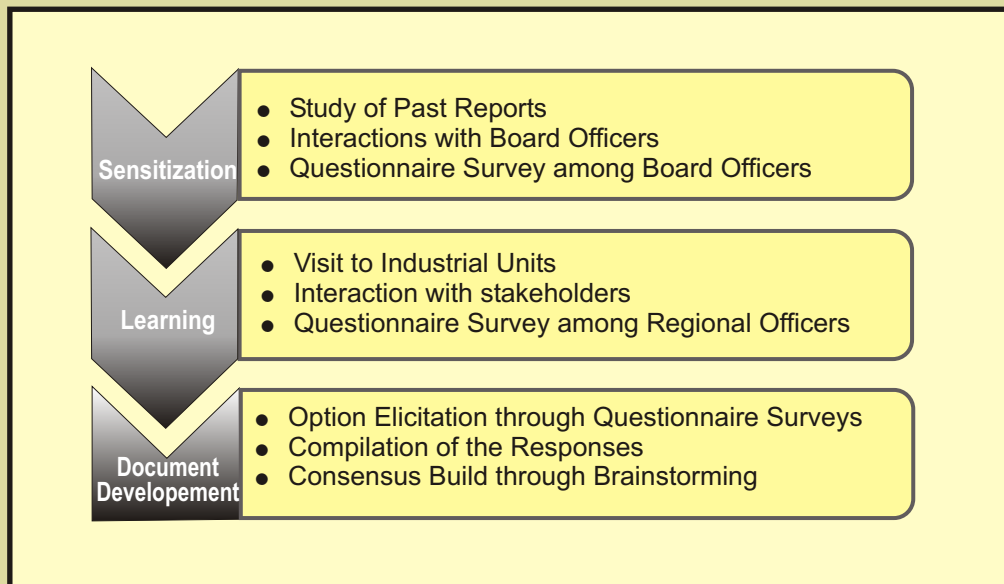 Sensitization
● Study of Past Reports
● Interactions with Board Officers
● Questionnaire Survey among Board Officers
Learning
● Visit to Industrial Units
● Interaction with stakeholders
● Questionnaire Survey among Regional Officers
Document
Developement
● Option Elicitation through Questionnaire Surveys
● Compilation of the Responses
● Consensus Build through Brainstorming